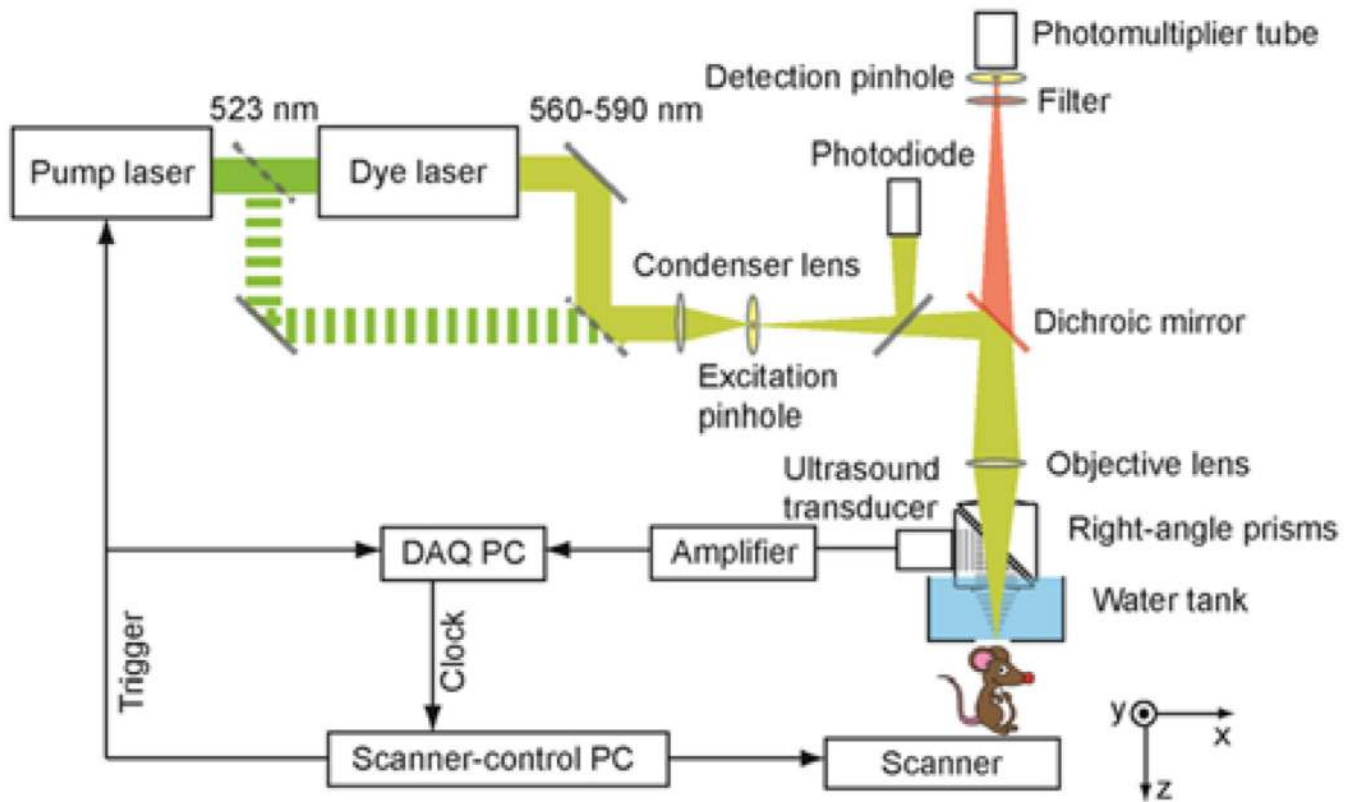 Photomultiplier tube
Detection pinhole
Filter
523 nm
560-590 nm
Pump laser
Dye laser
Photodiode
Condenser lens
Dichroic mirror
Excitation
pinhole
Objective lens
Ultrasound
transducer
Right-angle prisms
DAQ PC
Amplifier
Water tank
Trigger
Clock
Scanner-control PC
Scanner
y
x
z